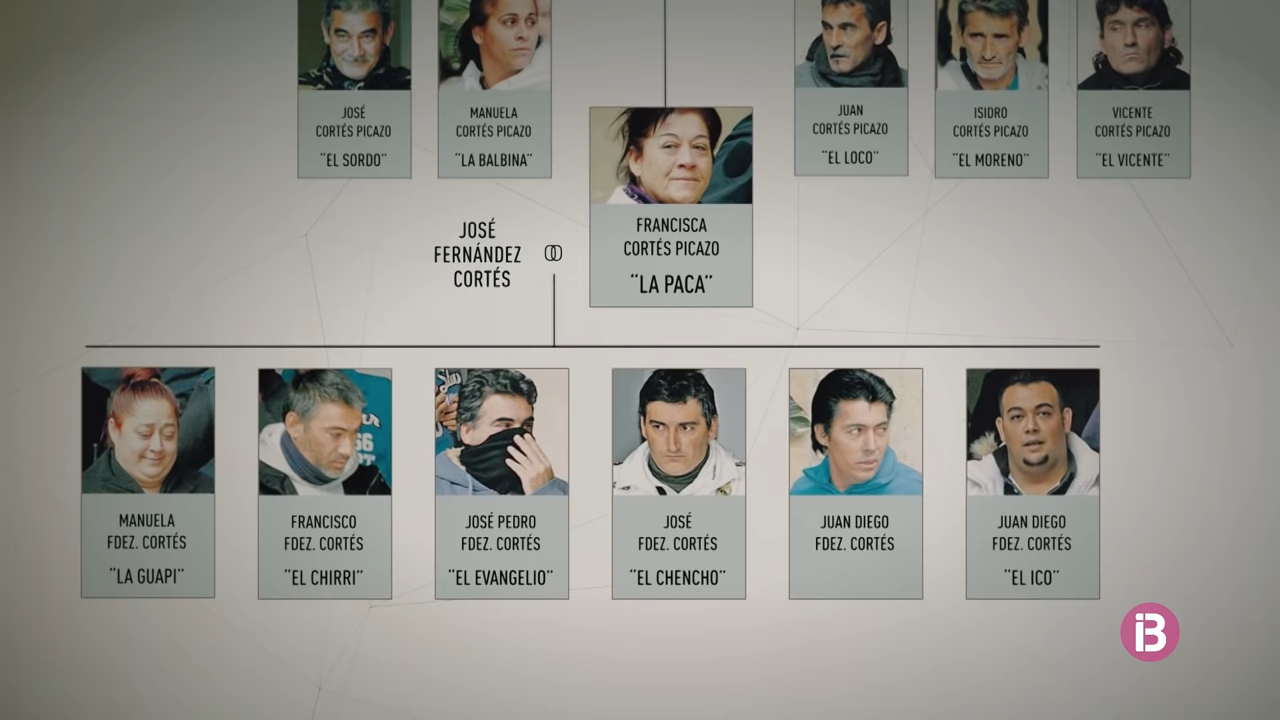 JOSÉ
CORTÉS PICAZO
"EL SORDO"
MANUELA
CORTÉS PICAZO
"LA BALBINA"
JUAN
CORTÉS PICAZO
"EL LOCO"
ISIDRO
CORTÉS PICAZO
"EL MORENO"
VICENTE
CORTÉS PICAZO
"EL VICENTE"
FRANCISCA
CORTÉS PICAZO
"LA PACA"
JOSÉ
FERNÁNDEZ
CORTÉS
MANUELA
FDEZ. CORTÉS
"LA GUAPI"
FRANCISCO
FDEZ. CORTÉS
"EL CHIRRI"
JOSÉ PEDRO
FDEZ. CORTÉS
"EL EVANGELIO"
JOSÉ
FDEZ. CORTÉS
"EL CHENCHO"
JUAN DIEGO
FDEZ. CORTÉS
JUAN DIEGO
FDEZ. CORTÉS
"EL ICO"
iB3